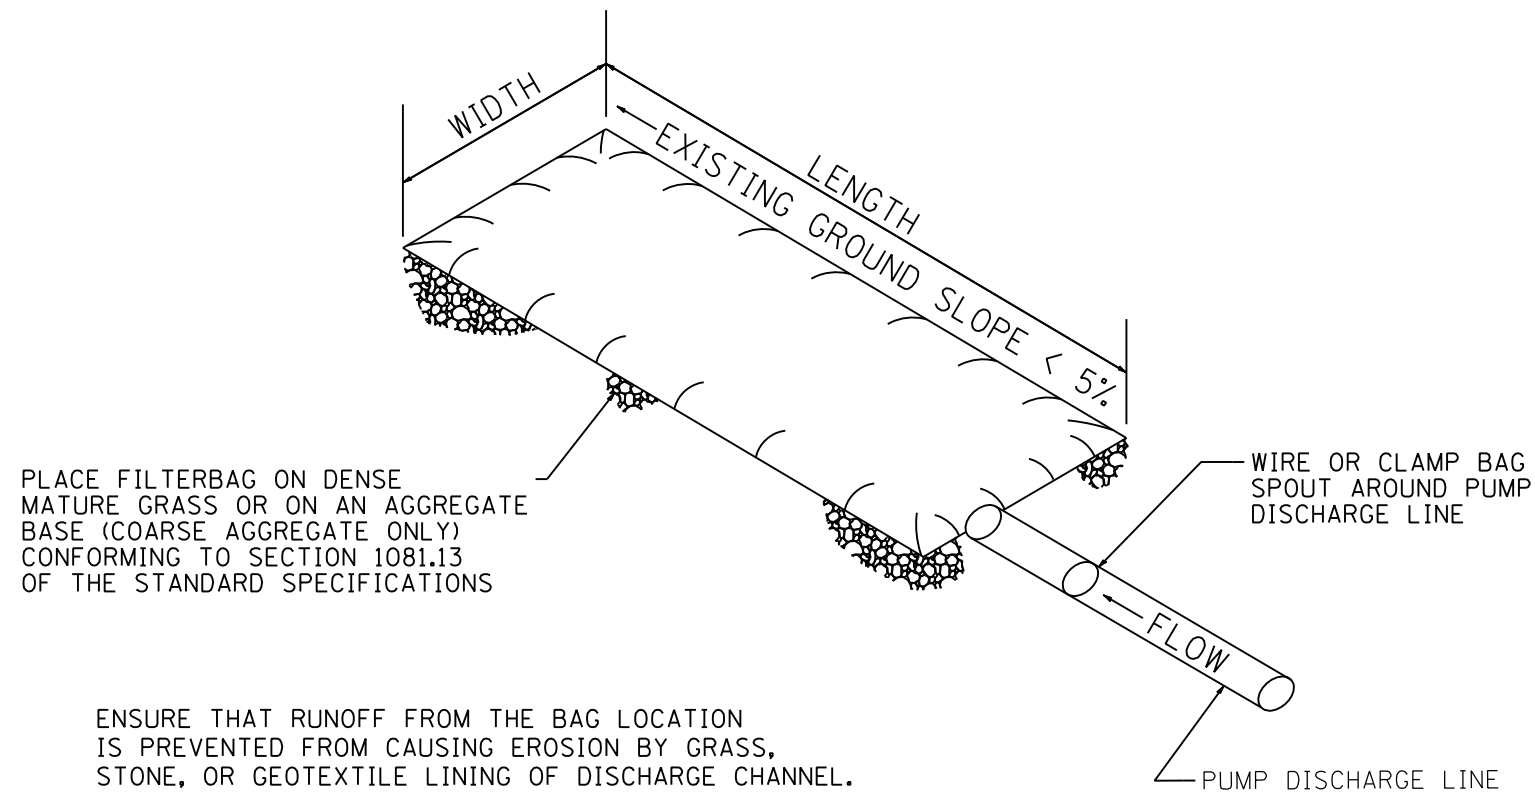 WIDTH
LENGTH
EXISTING GROUND SLOPE < 5%
PLACE FILTERBAG ON DENSE
MATURE GRASS OR ON AN AGGREGATE
BASE (COARSE AGGREGATE ONLY)
CONFORMING TO SECTION 1081.13
OF THE STANDARD SPECIFICATIONS
WIRE OR CLAMP BAG
SPOUT AROUND PUMP
DISCHARGE LINE
FLOW
ENSURE THAT RUNOFF FROM THE BAG LOCATION
IS PREVENTED FROM CAUSING EROSION BY GRASS,
STONE, OR GEOTEXTILE LINING OF DISCHARGE CHANNEL.
PUMP DISCHARGE LINE